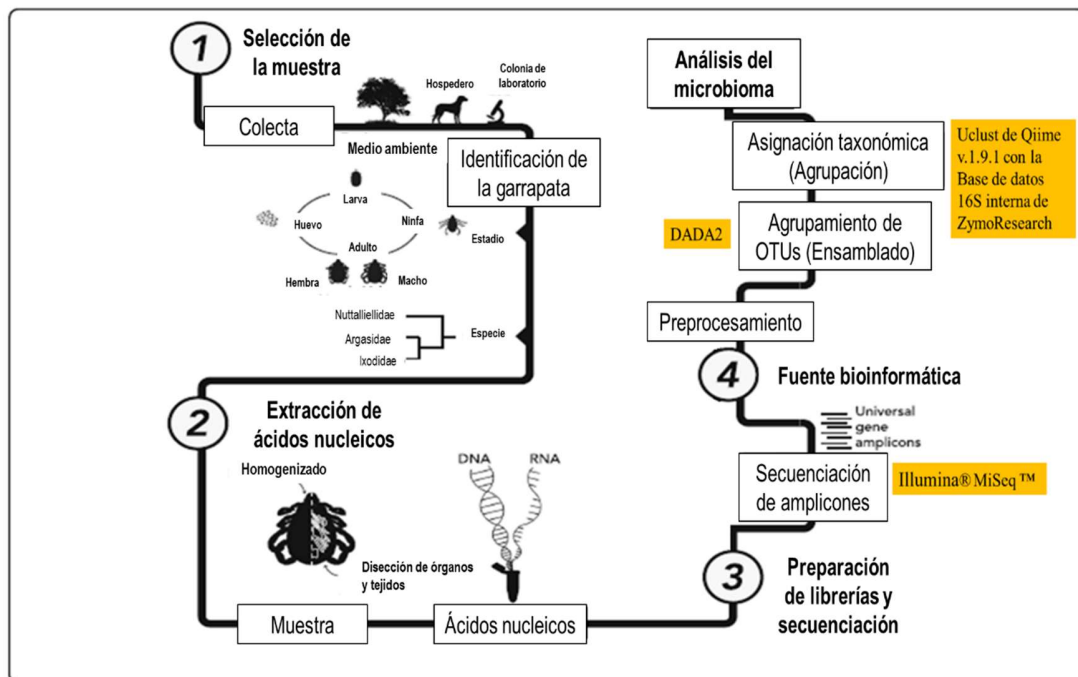 1
Selección de
la muestra
Colecta
Hospedero
Colonia de
laboratorio
Medio ambiente
Identificación de
la garrapata
Larva
Huevo
Ninfa
Estadio
Adulto
Hembra
Macho
Nuttalliellidae
Argasidae
Ixodidae
Especie
2
Extracción de
ácidos nucleicos
Homogenizado
Disección de órganos
y tejidos
Muestra
DNA
RNA
Ácidos nucleicos
3
Preparación
de librerías y
secuenciación
Secuenciación
de amplicones
Illumina® MiSeq ™
Universal
gene
amplicons
4
Fuente bioinformática
Preprocesamiento
Agrupamiento de
OTUs (Ensamblado)
DADA2
Asignación taxonómica
(Agrupación)
Uclust de Qiime
v.1.9.1 con la
Base de datos
16S interna de
ZymoResearch
Análisis del
microbioma